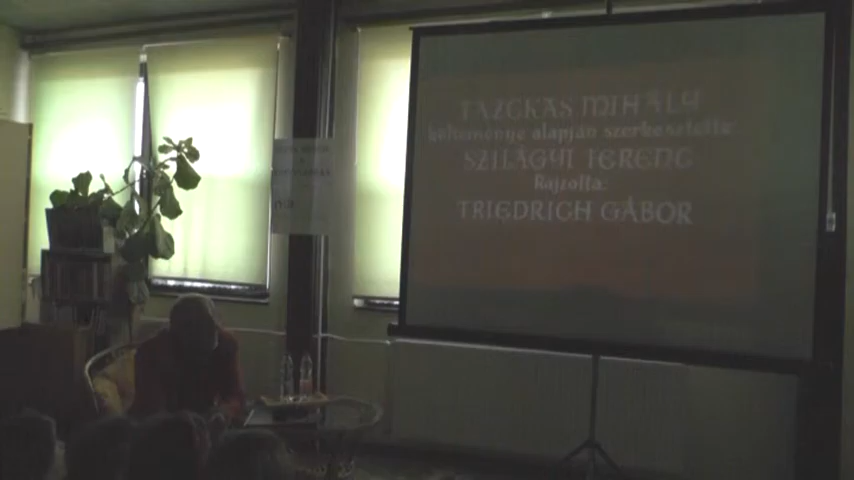 FAZEKAS MIHÁLY
költeménye alapján szerkesztette
SZILÁGYI FERENC
Rajzolta:
FRIEDRICH GÁBOR